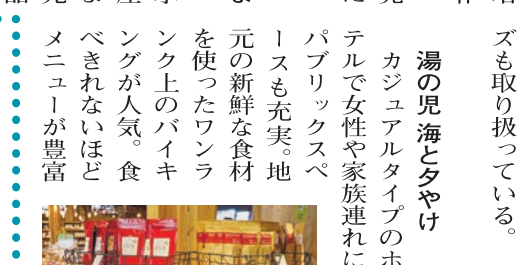 ズも取り扱っている。
湯の児 海と夕やけ
カジュアルタイプのホ
テルで女性や家族連れに
パブリックスペ
ースも充実。地
元の新鮮な食材
を使ったワンラ
ンク上のバイキ
ングが人気。食
べきれないほど
メニューが豊富